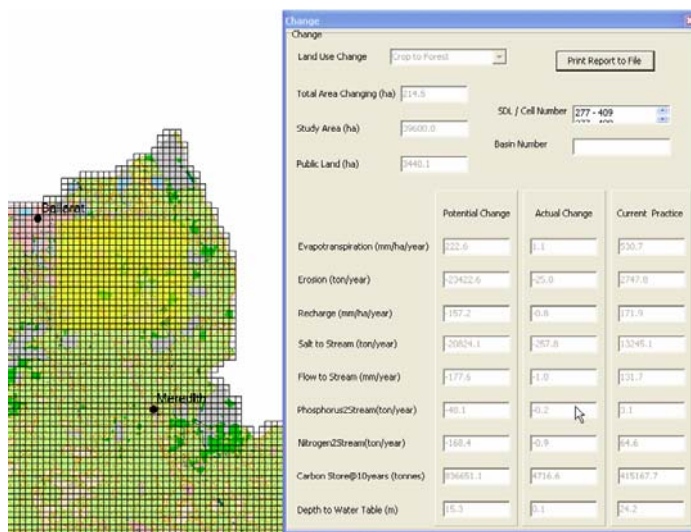 Change
Change
Land Use Change
Crop to Forest
Print Report to File
Total Area Changing (ha)
214.5
SDL / Cell Number
277 - 409
Study Area (ha)
39600.0
Basin Number
Public Land (ha)
3440.1
Ballarat
Meredith
Potential Change Actual Change Current Practice
Evapotranspiration (mm/ha/year) 222.6 1.1 530.7
Erosion (ton/year) -23422.6 -25.0 2747.8
Recharge (mm/ha/year) -157.2 -0.8 171.9
Salt to Stream (ton/year) -20824.1 -257.8 13245.1
Flow to Stream (mm/year) -177.6 -1.0 131.7
Phosphorus2Stream(ton/year) -40.1 -0.2 3.1
Nitrogen2Stream(ton/year) -168.4 -0.9 64.6
Carbon Store@10years (tonnes) 836651.1 4716.6 415167.7
Depth to Water Table (m) 15.3 0.1 24.2